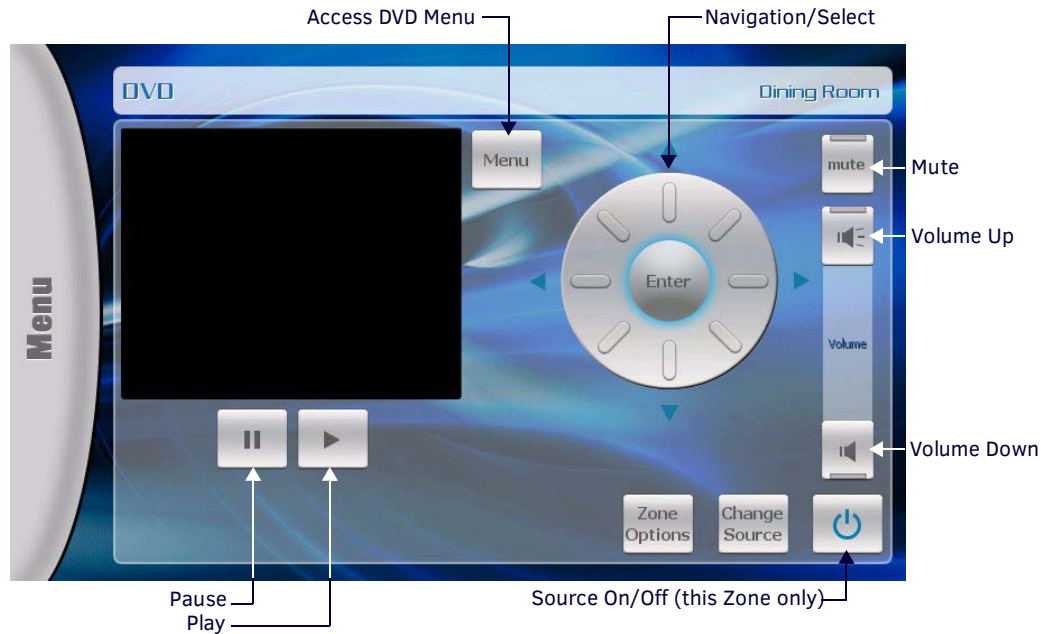 Access DVD Menu
Navigation/Select
DVD
Dining Room
Menu
mute
Mute
Volume Up
Enter
Menu
Volume
Volume Down
Zone
Options
Change
Source
Pause
Play
Source On/Off (this Zone only)